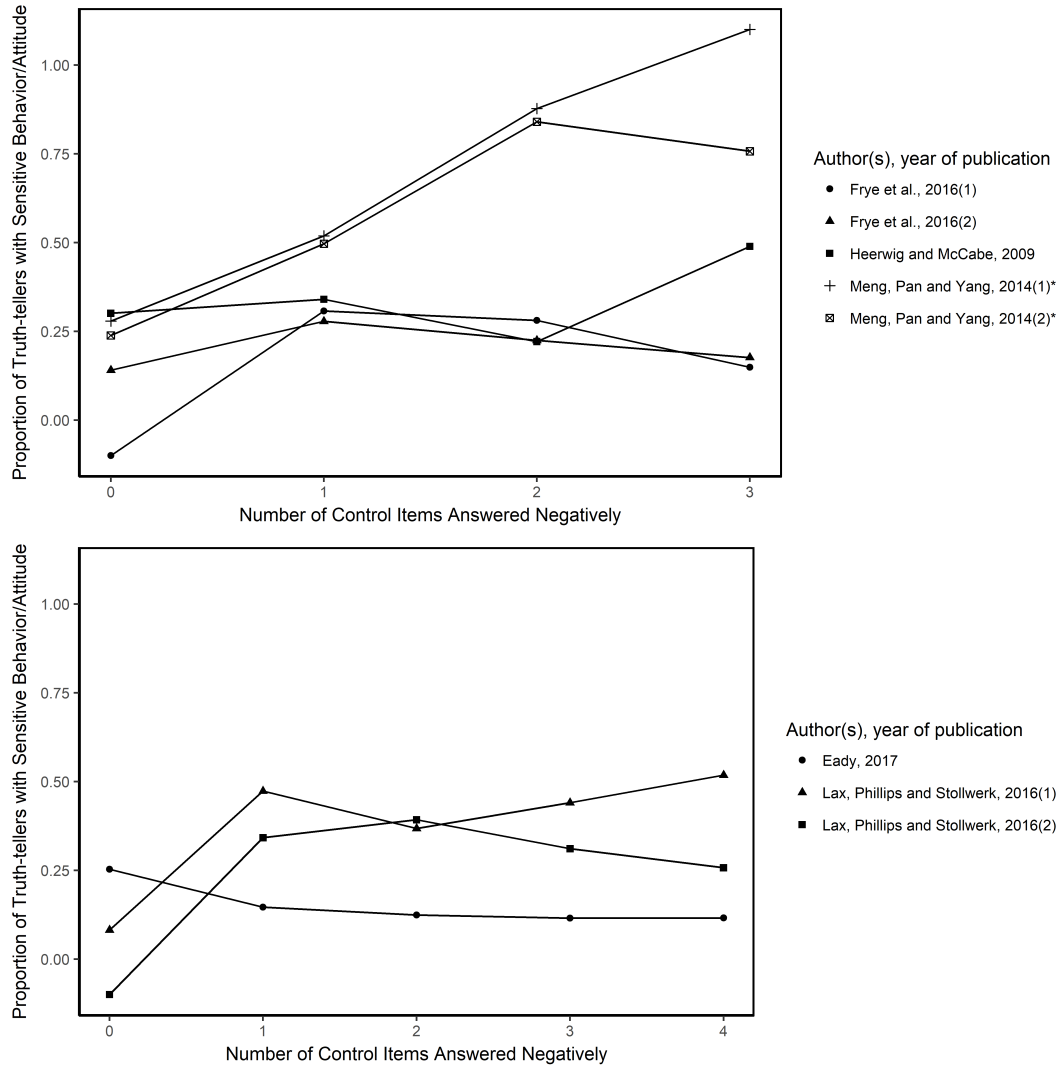 Proportion of Truth-tellers with Sensitive Behavior/Attitude
1.00
0.75
0.50
0.25
0.00
0 1 2 3
Number of Control Items Answered Negatively
Author(s), year of publication
Frye et al., 2016(1)
Frye et al., 2016(2)
Heerwig and McCabe, 2009
Meng, Pan and Yang, 2014(1)*
Meng, Pan and Yang, 2014(2)*
Proportion of Truth-tellers with Sensitive Behavior/Attitude
1.00
0.75
0.50
0.25
0.00
0 1 2 3 4
Number of Control Items Answered Negatively
Author(s), year of publication
Eady, 2017
Lax, Phillips and Stollwerk, 2016(1)
Lax, Phillips and Stollwerk, 2016(2)